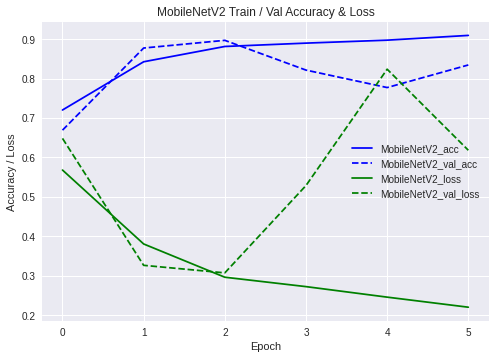 MobileNetV2 Train / Val Accuracy & Loss
Accuracy / Loss
0.9
0.8
0.7
0.6
0.5
0.4
0.3
0.2
MobileNetV2_acc
MobileNetV2_val_acc
MobileNetV2_loss
MobileNetV2_val_loss
0 1 2 3 4 5
Epoch